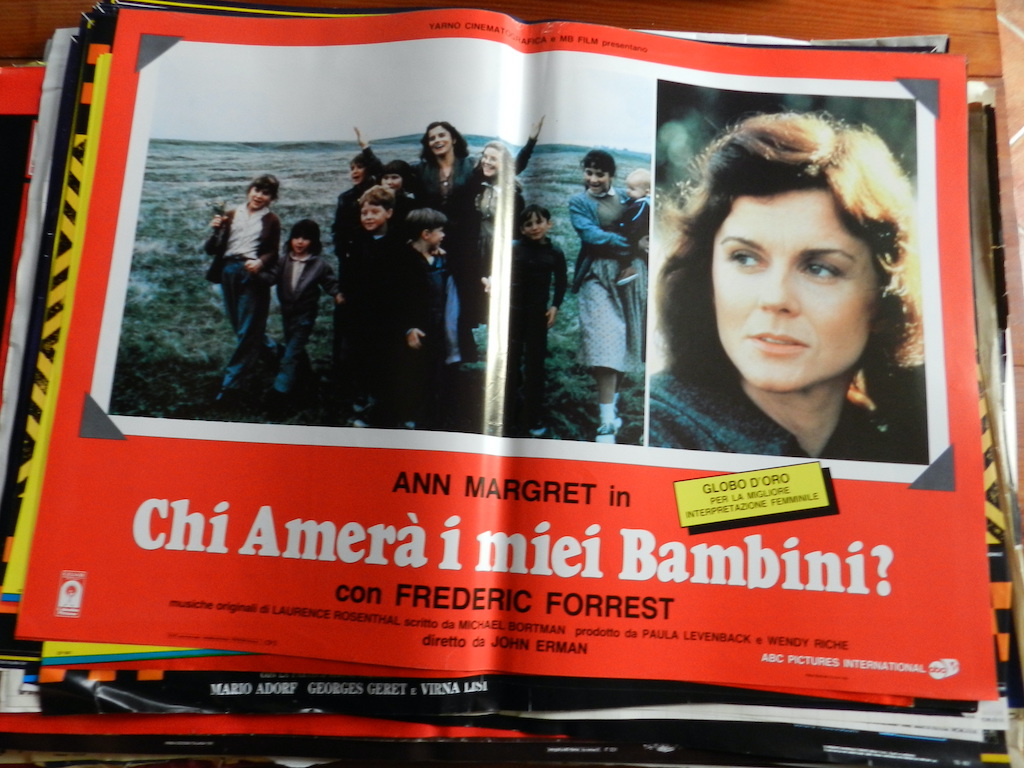 YARNO CINEMATOGRAFICA e MB FILM presentano
ANN MARGRET in
GLOBO D'ORO
PER LA MIGLIORE
INTERPRETAZIONE FEMMINILE
Chi Amerà i miei Bambini?
con FREDERIC FORREST
musiche originali di LAURENCE ROSENTHAL scritto da MICHAEL BORTMAN prodotto da PAULA LEVENBACK e WENDY RICHE
diretto da JOHN ERMAN
ABC PICTURES INTERNATIONAL abc
MARIO ADORF GEORGES GERET e VIRNA LISI